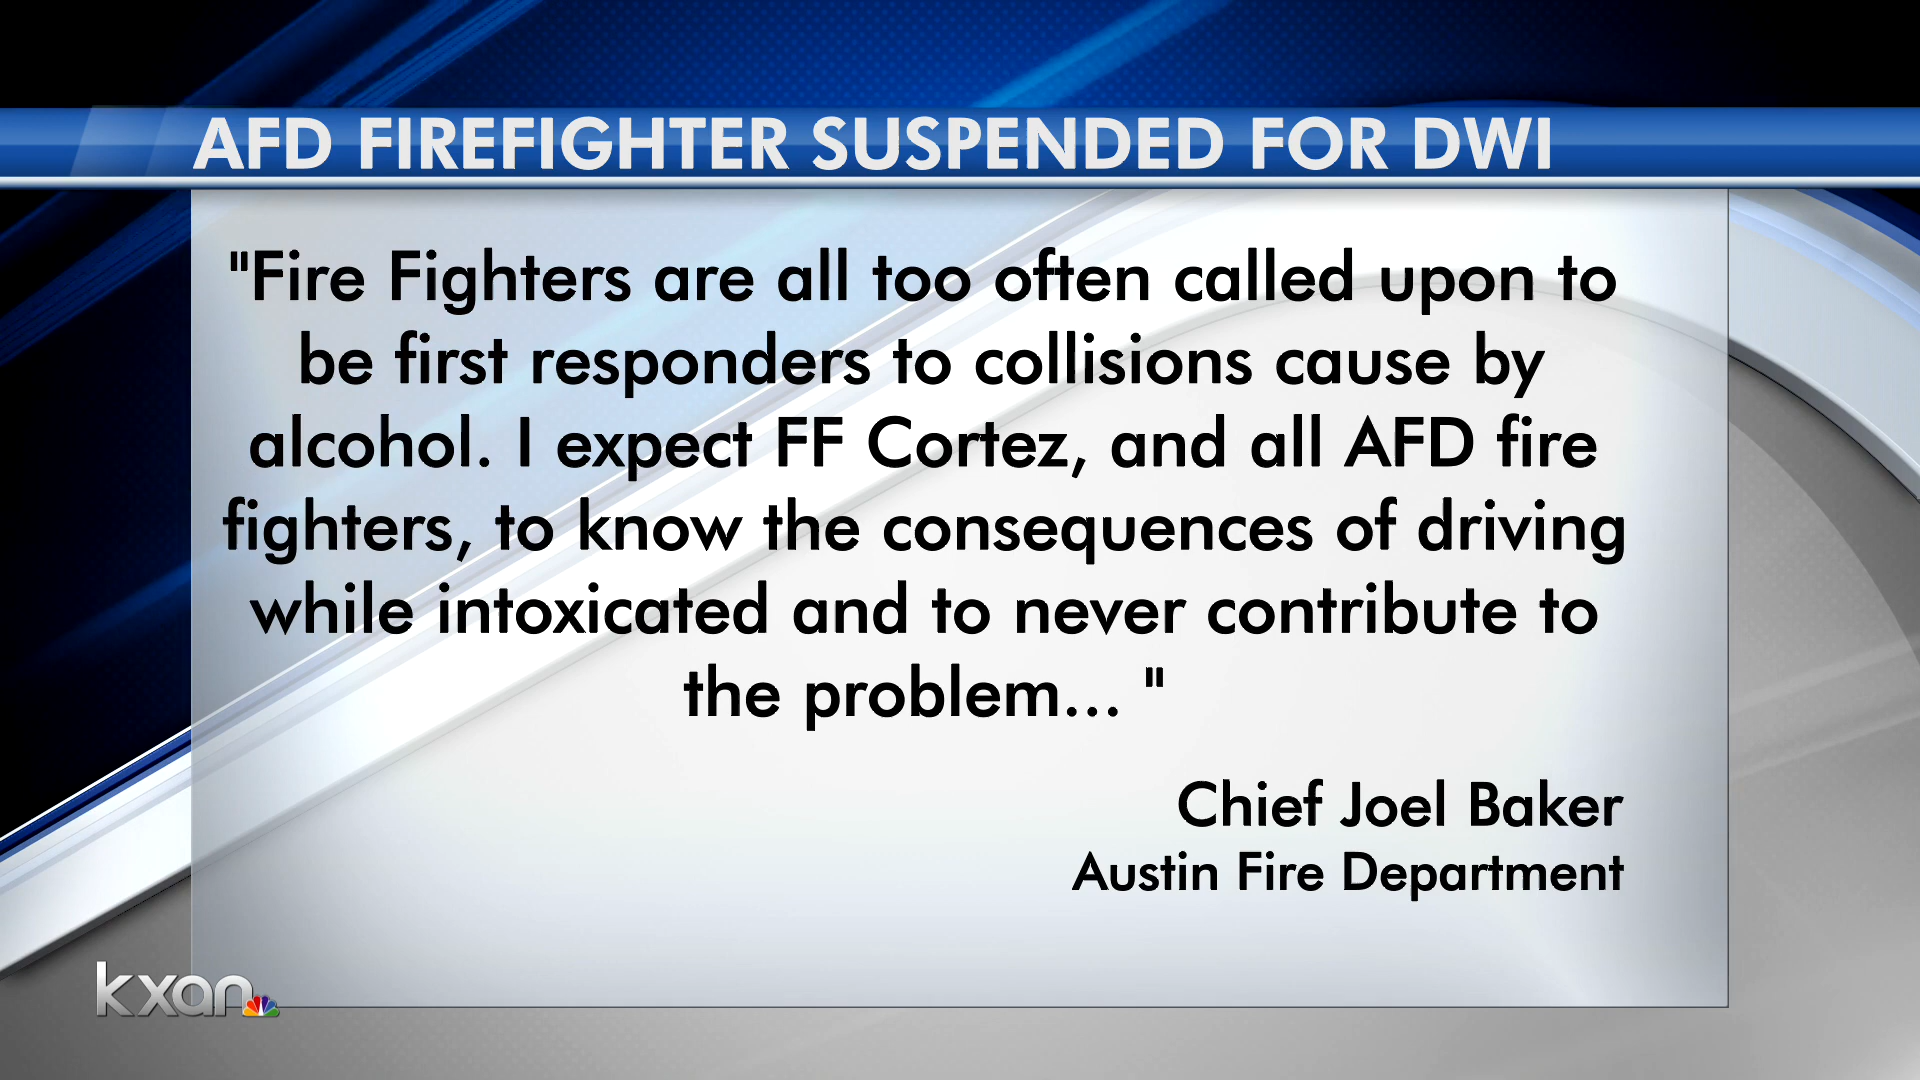 AFD FIREFIGHTER SUSPENDED FOR DWI
"Fire Fighters are all too often called upon to
be first responders to collisions cause by
alcohol. I expect FF Cortez, and all AFD fire
fighters, to know the consequences of driving
while intoxicated and to never contribute to
the problem... "
Chief Joel Baker
Austin Fire Department
kxan